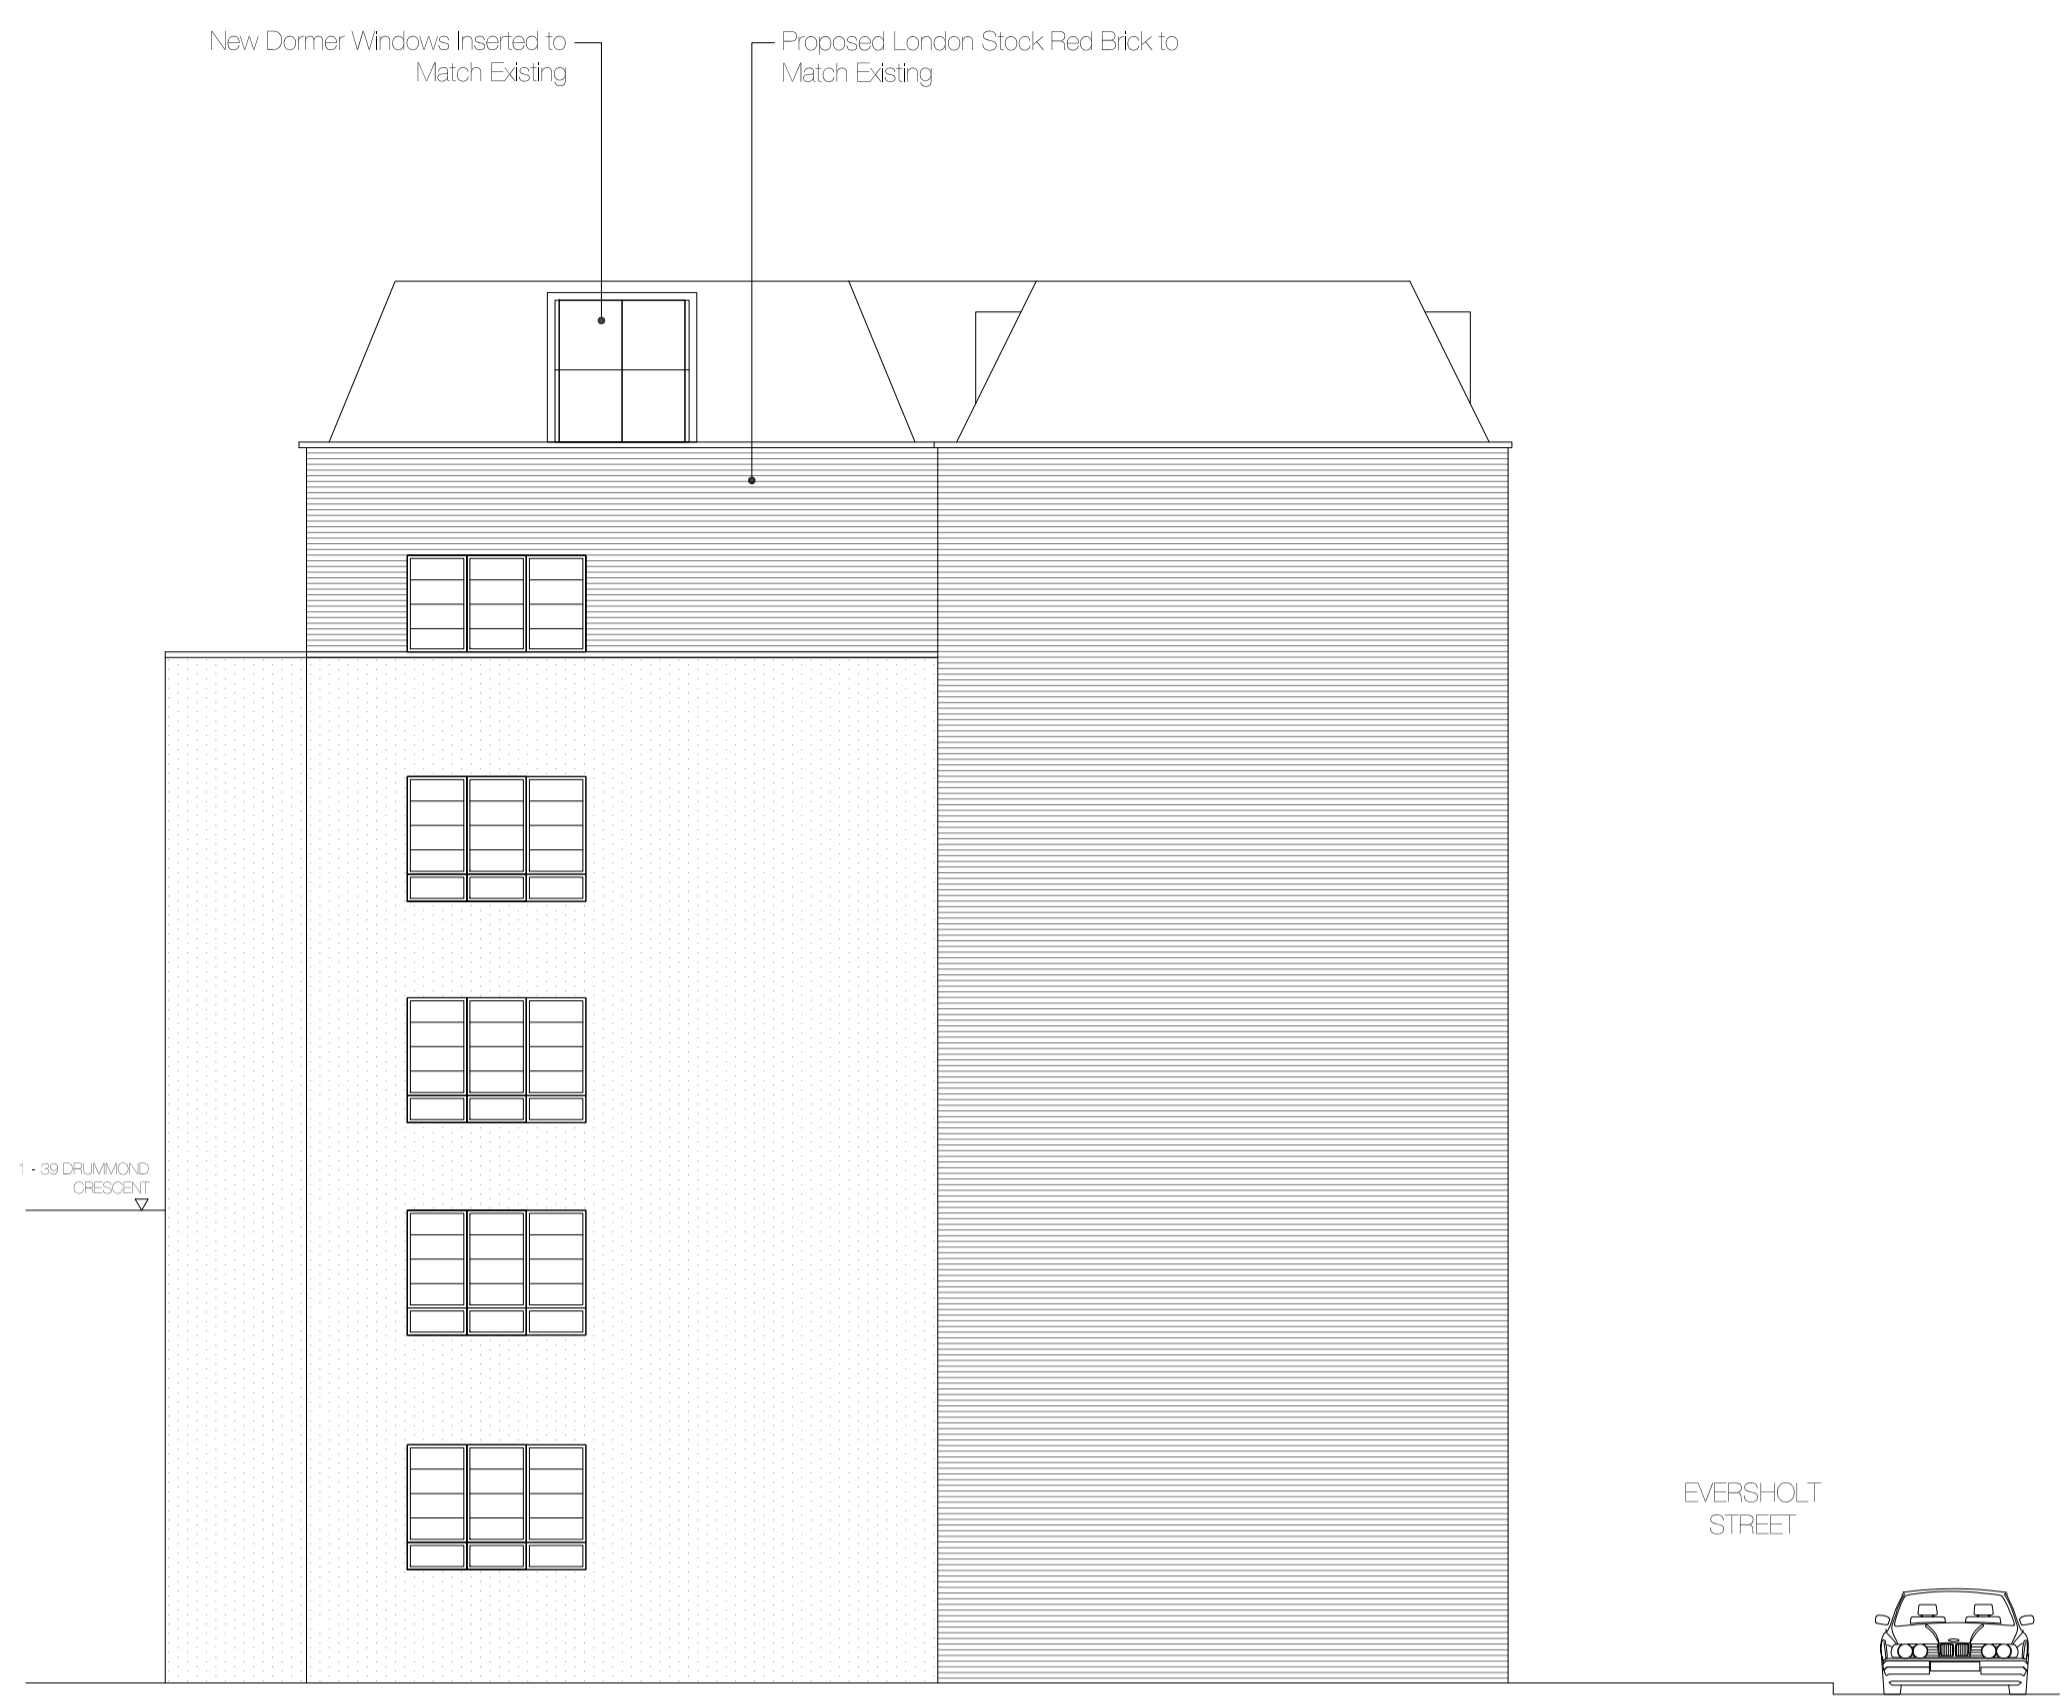 New Dormer Windows Inserted to
Match Existing
Proposed London Stock Red Brick to
Match Existing
1 - 39 DRUMMOND
CRESCENT
EVERSHOLT
STREET